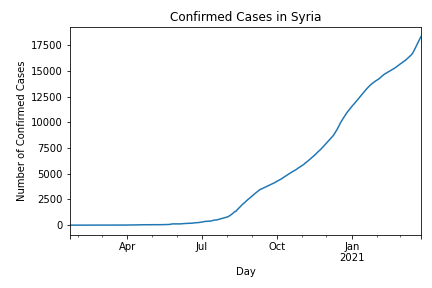 Confirmed Cases in Syria
Number of Confirmed Cases
17500
15000
12500
10000
7500
5000
2500
0
Apr
Jul
Oct
Jan
2021
Day